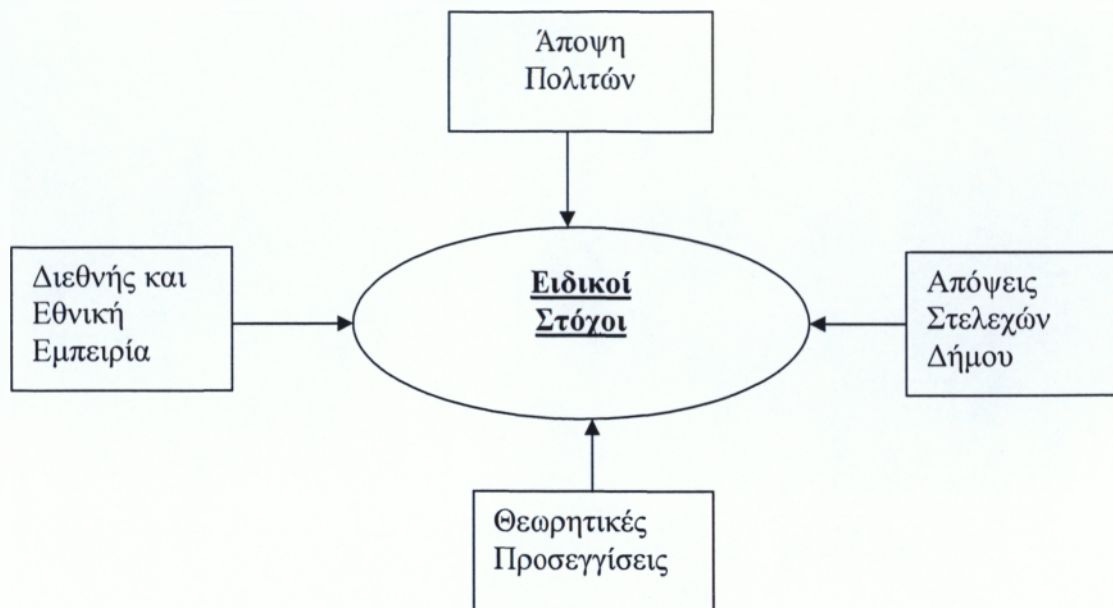 Άποψη
Πολιτών
Διεθνής και
Εθνική
Εμπειρία
Ειδικοί
Στόχοι
Απόψεις
Στελεχών
Δήμου
Θεωρητικές
Προσεγγίσεις